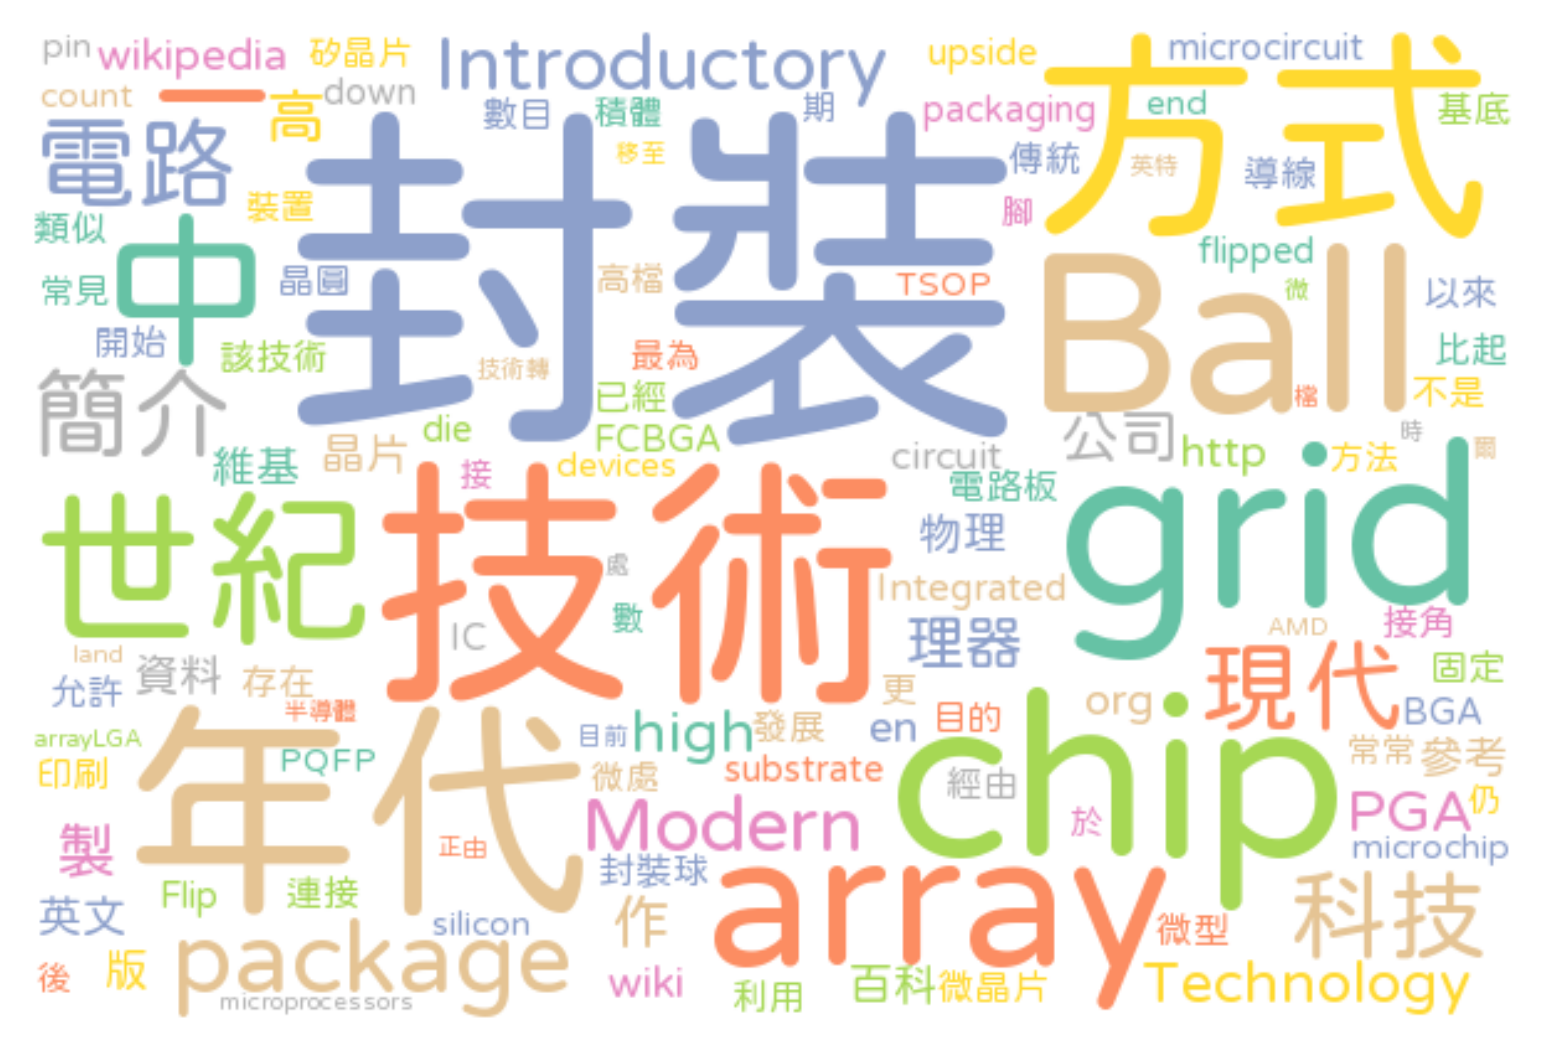 pin
wikipedia
矽晶片
Introductory
upside
microcircuit
方式
count
一
高
down
數目
積體
期
packaging
end
基底
電路
封裝
移至
傳統
英特
導線
裝置
腳
類似
中
晶圓
高檔
TSOP
flipped
Ball
微
以來
常見
開始
該技術
技術轉
最為
比起
簡介
已經
檔
不是
維基
晶片
die
FCBGA
公司
http
時
方法
爾
接
devices
circuit
電路板
grid
世紀
技術
物理
處
Integrated
IC
數
理器
AMD
接角
land
資料
允許
存在
半導體
更
現代
固定
目前
high
發展
en
目的
org
BGA
arrayLGA
年代
PQFP
印刷
微處
substrate
chip
經由
常常
參考
Modern
於
PGA
仍
製
正由
封裝球
microchip
英文
Flip
連接
silicon
作
array
微型
科技
後
版
package
wiki
利用
百科
微晶片
Technology
microprocessors